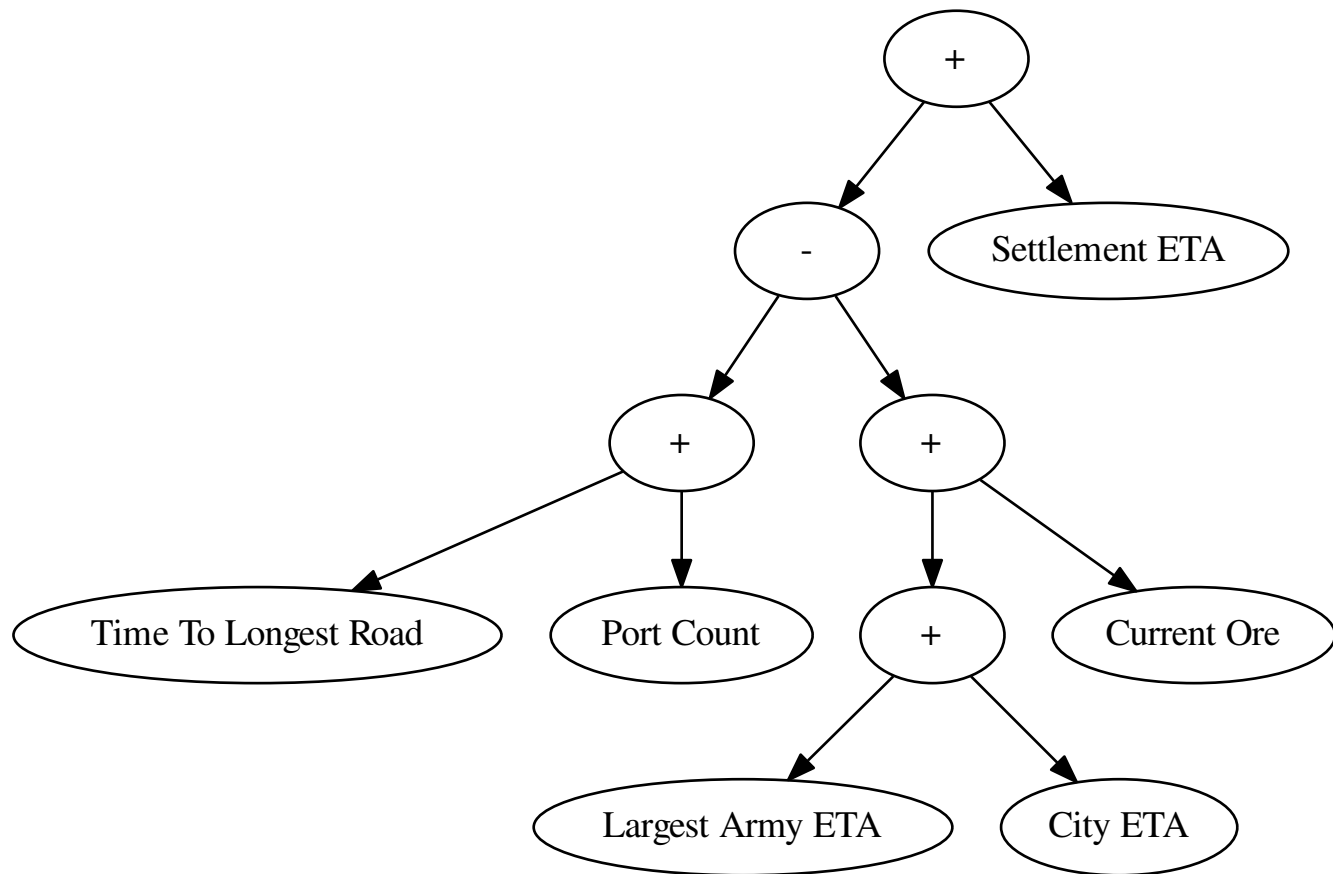 +
-
Settlement ETA
+
+
Time To Longest Road
Port Count
+
Current Ore
Largest Army ETA
City ETA